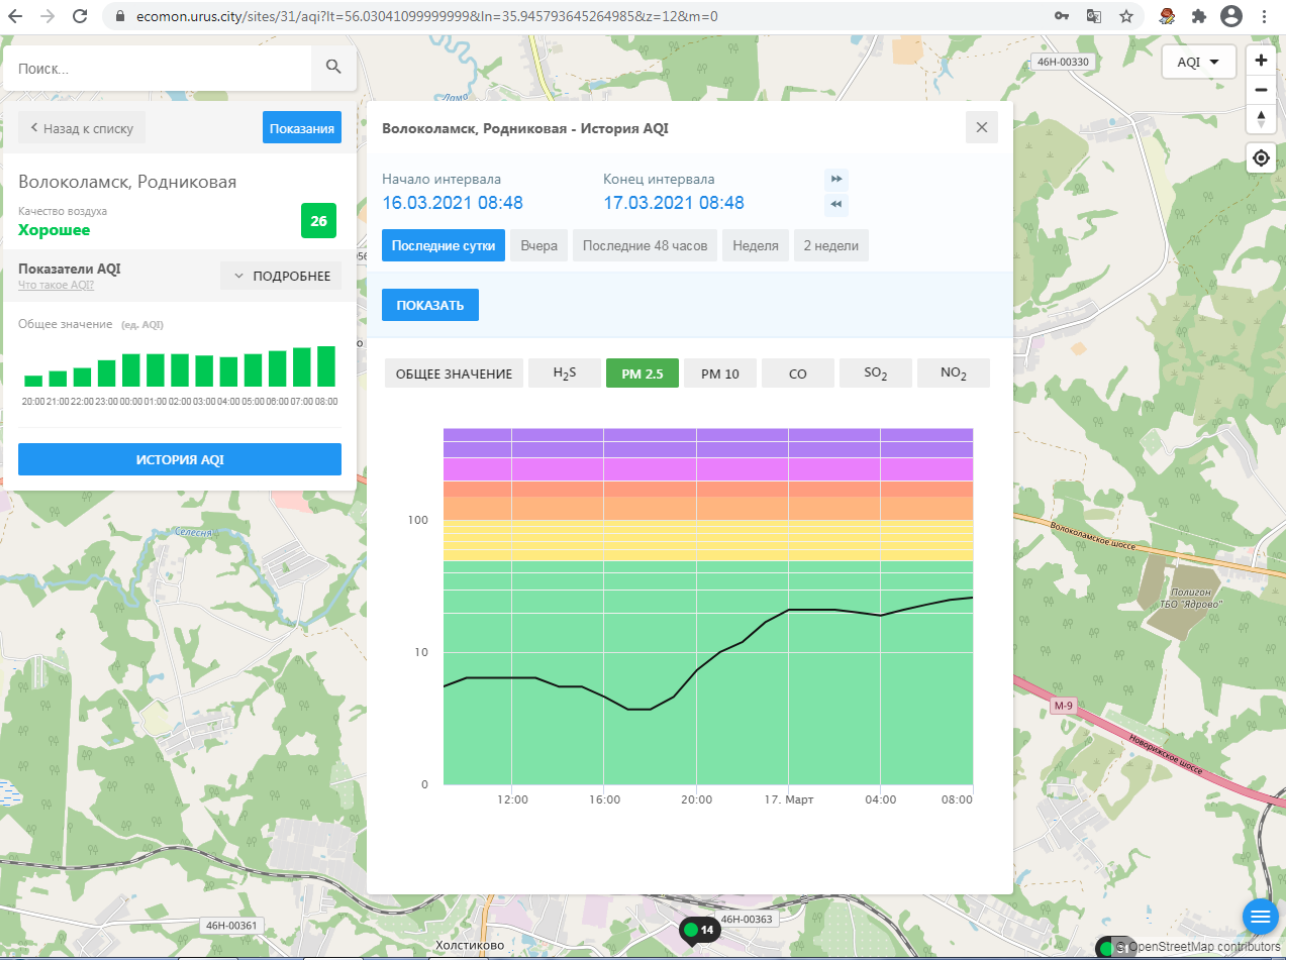 ecomon.urus.city/sites/31/aqi?lt=56.03041099999999&ln=35.945793645264985&z=12&m=0
Поиск...
46Н-00330
AQI
Назад к списку
Показания
Волоколамск, Родниковая
Качество воздуха
Хорошее
26
Показатели AQI
Что такое AQI?
ПОДРОБНЕЕ
Общее значение (ед. AQI)
20:00 21:00 22:00 23:00 00:00 01:00 02:00 03:00 04:00 05:00 06:00 07:00 08:00
ИСТОРИЯ AQI
Волоколамск, Родниковая - История AQI
Начало интервала
Конец интервала
16.03.2021 08:48
17.03.2021 08:48
Последние сутки
Вчера
Последние 48 часов
Неделя
2 недели
ПОКАЗАТЬ
ОБЩЕЕ ЗНАЧЕНИЕ
H2S
PM 2.5
PM 10
CO
SO2
NO2
100
10
0
12:00
16:00
20:00
17. Март
04:00
08:00
Селесня
Волоколамское шоссе
Полигон
ТБО "Ядрово"
М-9
Новорижское шоссе
46Н-00361
14
46Н-00363
Холстиково
OpenStreetMap contributors